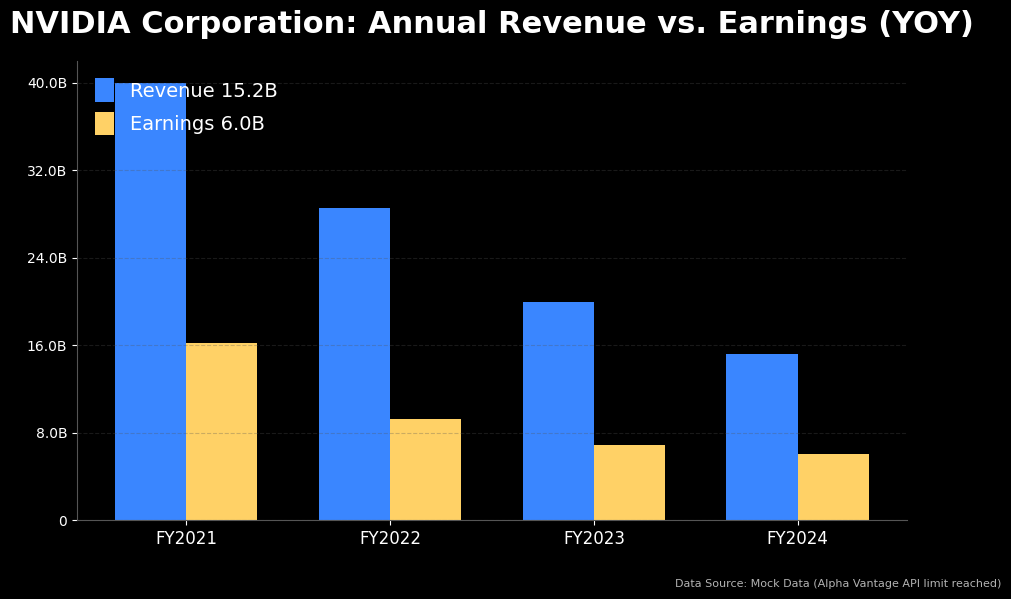 NVIDIA Corporation: Annual Revenue vs. Earnings (YOY)
40.0B
Revenue 15.2B
Earnings 6.0B
32.0B
24.0B
16.0B
8.0B
0
FY2021 FY2022 FY2023 FY2024
Data Source: Mock Data (Alpha Vantage API limit reached)